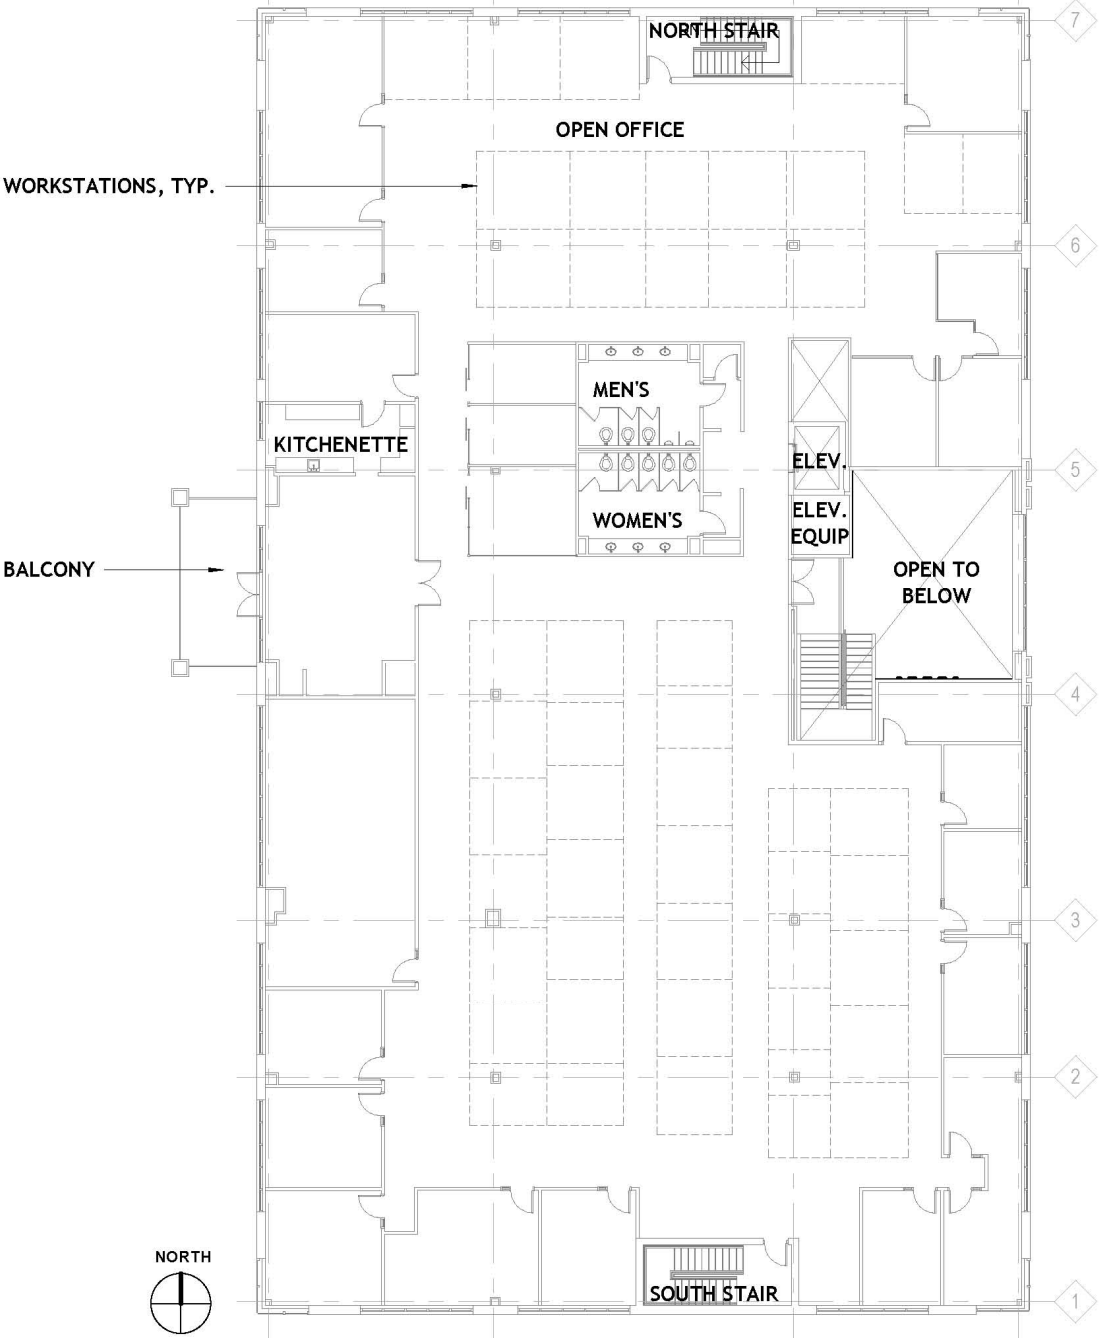 NORTH STAIR
7
OPEN OFFICE
WORKSTATIONS, TYP.
6
MEN'S
KITCHENETTE
ELEV.
5
ELEV.
EQUIP
WOMEN'S
BALCONY
OPEN TO
BELOW
4
3
2
NORTH
SOUTH STAIR
1